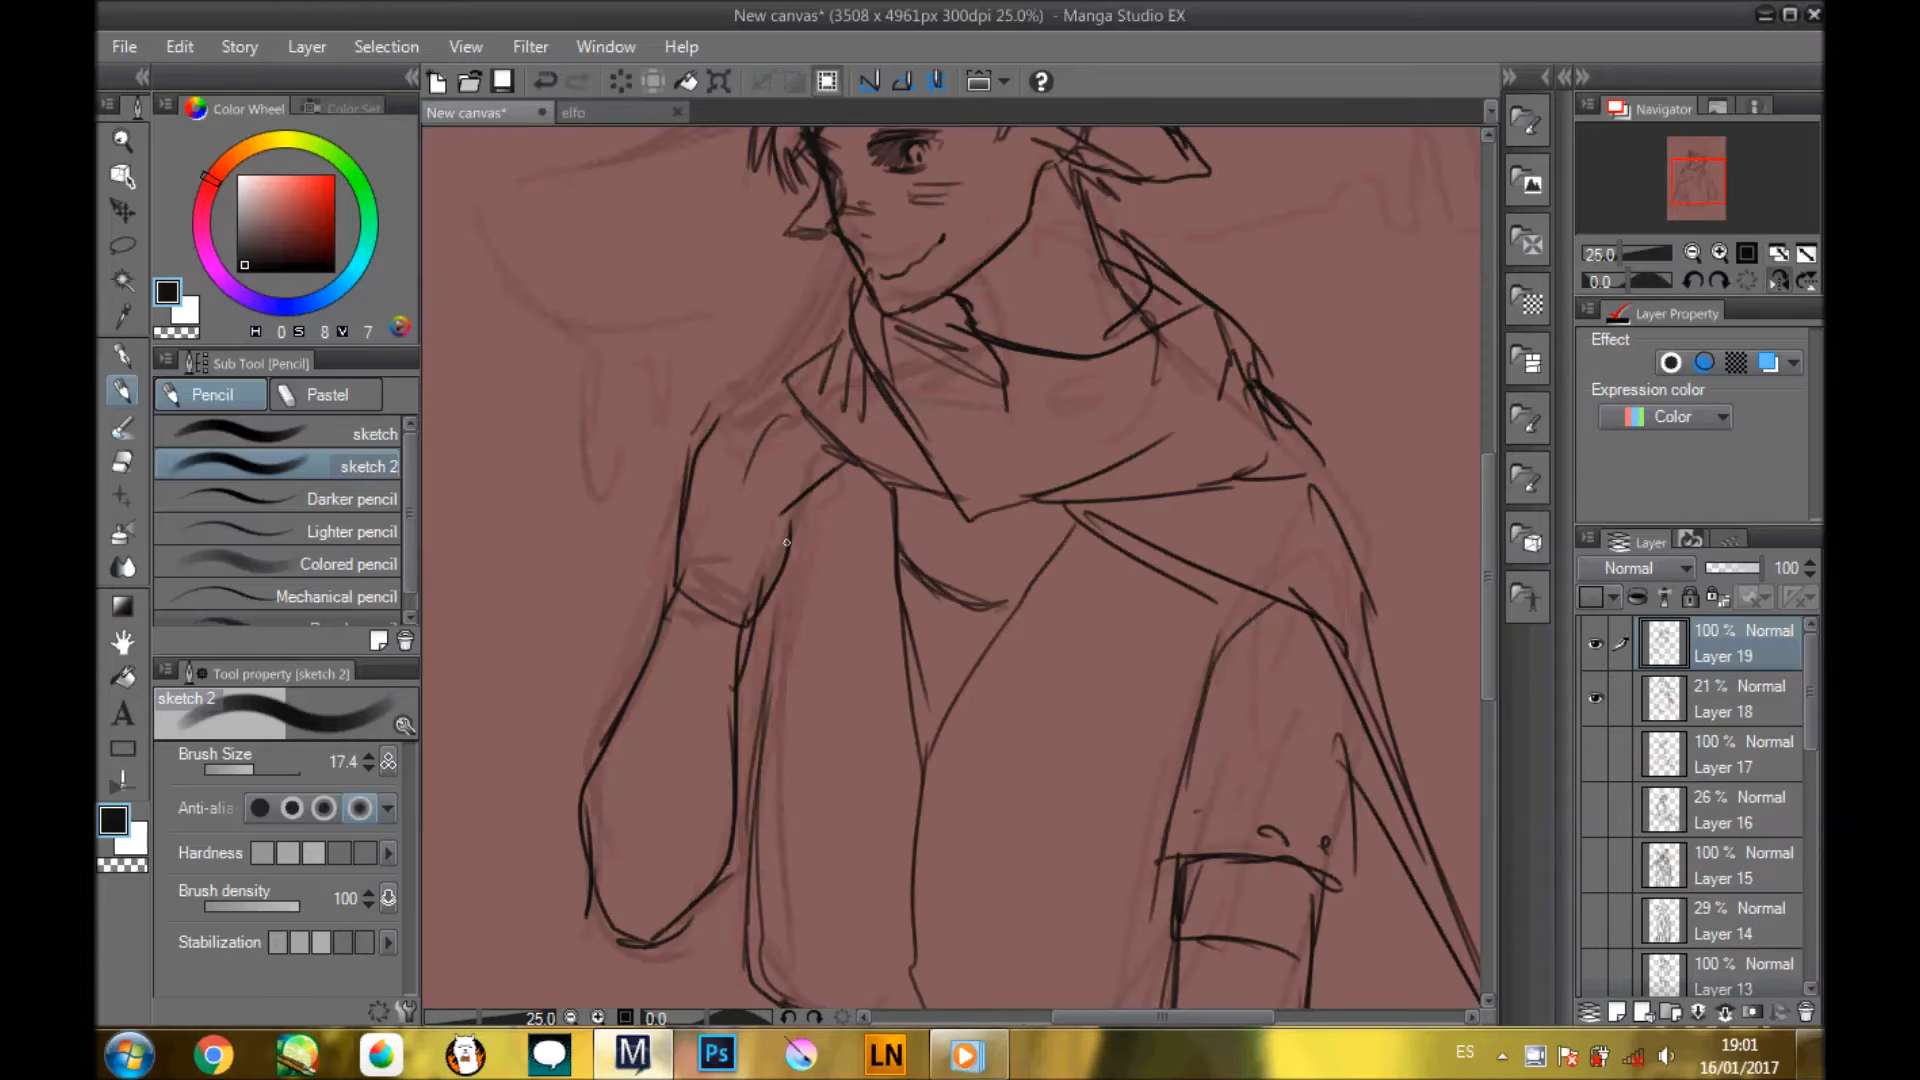 New canvas* (3508 x 4961px 300dpi 25.0%) - Manga Studio EX
File Edit Story Layer Selection View Filter Window Help
Color Wheel Color Set
New canvas* elfo
Navigator
25.0
0.0
H 0 S 8 V 7
Layer Property
Effect
Expression color
Color
Sub Tool [Pencil]
Pencil Pastel
sketch
sketch 2
Darker pencil
Lighter pencil
Colored pencil
Mechanical pencil
Tool property [sketch 2]
sketch 2
Brush Size 17.4
Anti-alia
Hardness
Brush density 100
Stabilization
Layer
Normal 100
100 % Normal
Layer 19
21 % Normal
Layer 18
100 % Normal
Layer 17
26 % Normal
Layer 16
100 % Normal
Layer 15
29 % Normal
Layer 14
100 % Normal
Layer 13
25.0 0.0
M Ps LN
ES
19:01
16/01/2017